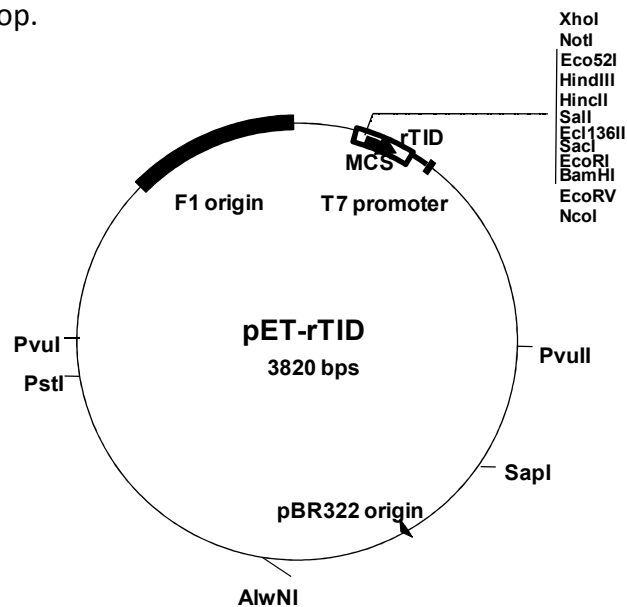 op.
XhoI
NotI
Eco52I
HindIII
HincII
SalI
Ecl136II
SacI
EcoRI
BamHI
EcoRV
NcoI
rTID
MCS
F1 origin
T7 promoter
pET-rTID
3820 bps
PvuI
PstI
PvuII
SapI
pBR322 origin
AlwNI